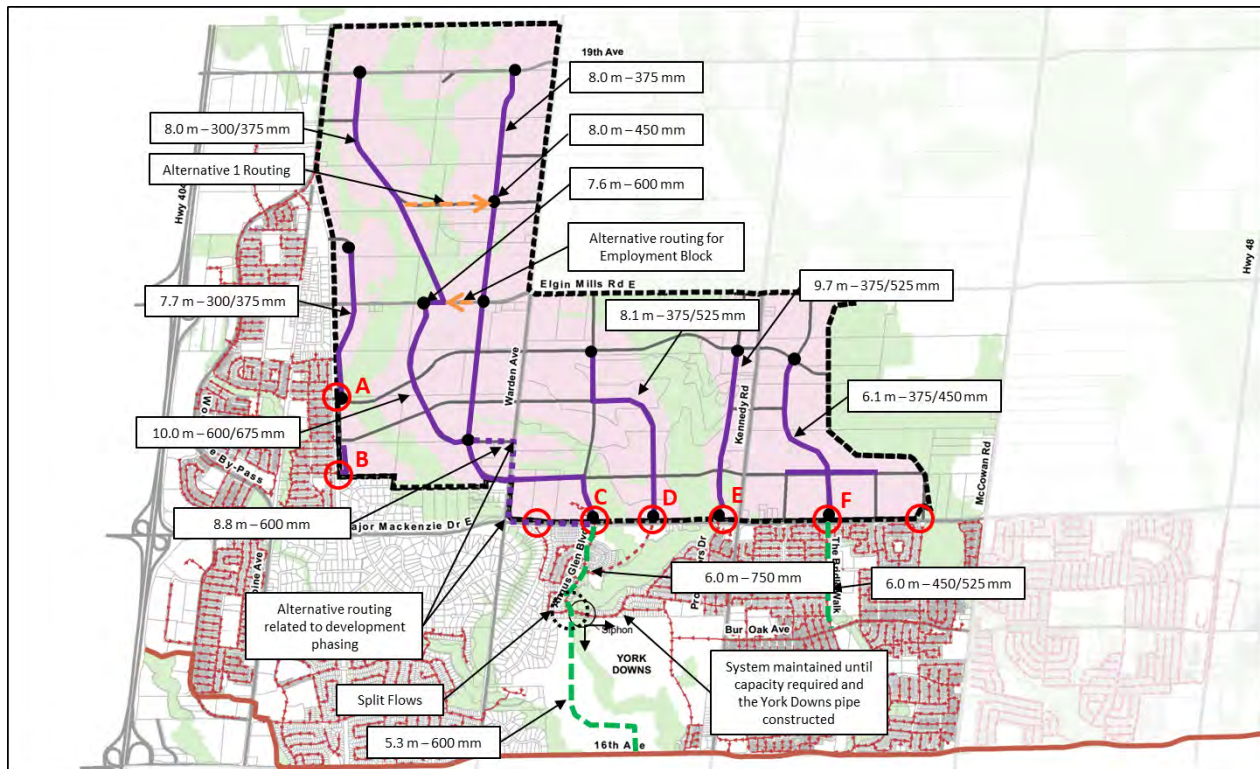 19th Ave
8.0 m – 375 mm
8.0 m – 300/375 mm
8.0 m – 450 mm
Alternative 1 Routing
7.6 m – 600 mm
Hwy 404
Alternative routing for
Employment Block
Hwy 48
Elgin Mills Rd E
9.7 m – 375/525 mm
7.7 m – 300/375 mm
8.1 m – 375/525 mm
Warden Ave
Kennedy Rd
A
6.1 m – 375/450 mm
10.0 m – 600/675 mm
McCowan Rd
B
e By-Pass
C
D
E
F
8.8 m – 600 mm
ajor Mackenzie Dr E
6.0 m – 750 mm
6.0 m – 450/525 mm
Alternative routing
related to development
phasing
Bur Oak Ave
Siphon
YORK
DOWNS
System maintained until
capacity required and
the York Downs pipe
constructed
Split Flows
5.3 m – 600 mm
16th A e